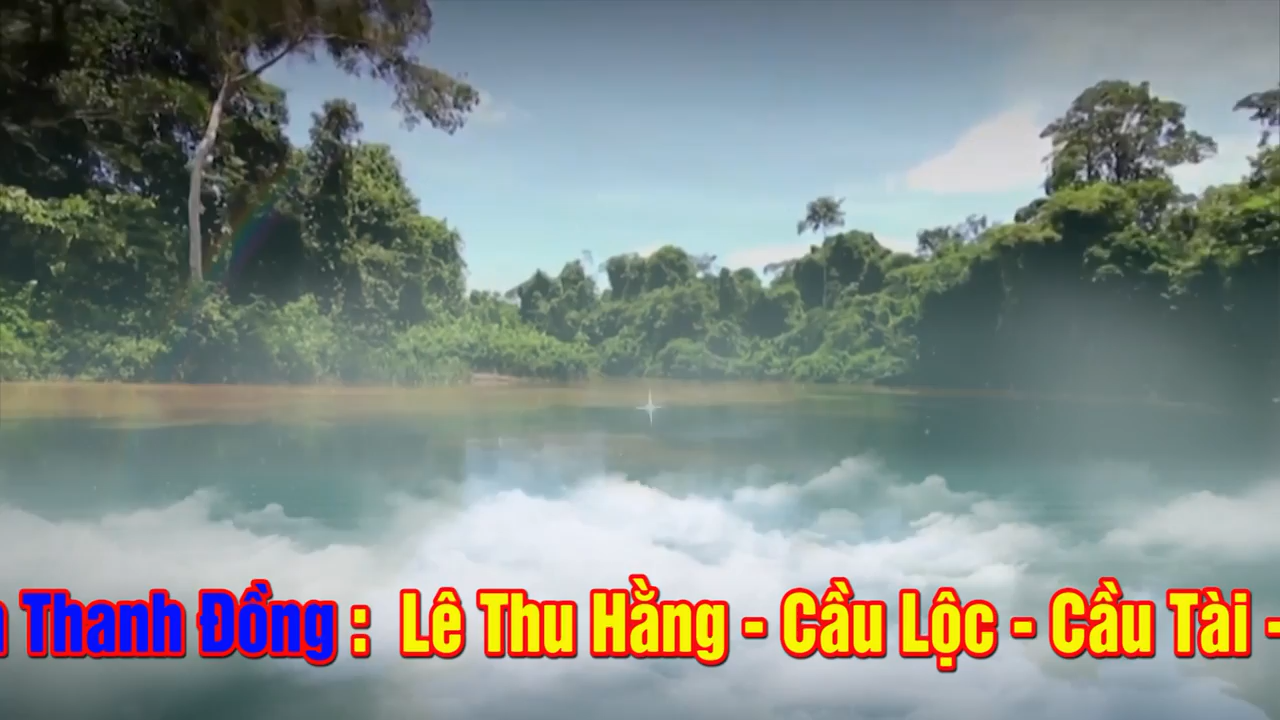 Thanh Đồng : Lê Thu Hằng - Cầu Lộc - Cầu Tài -